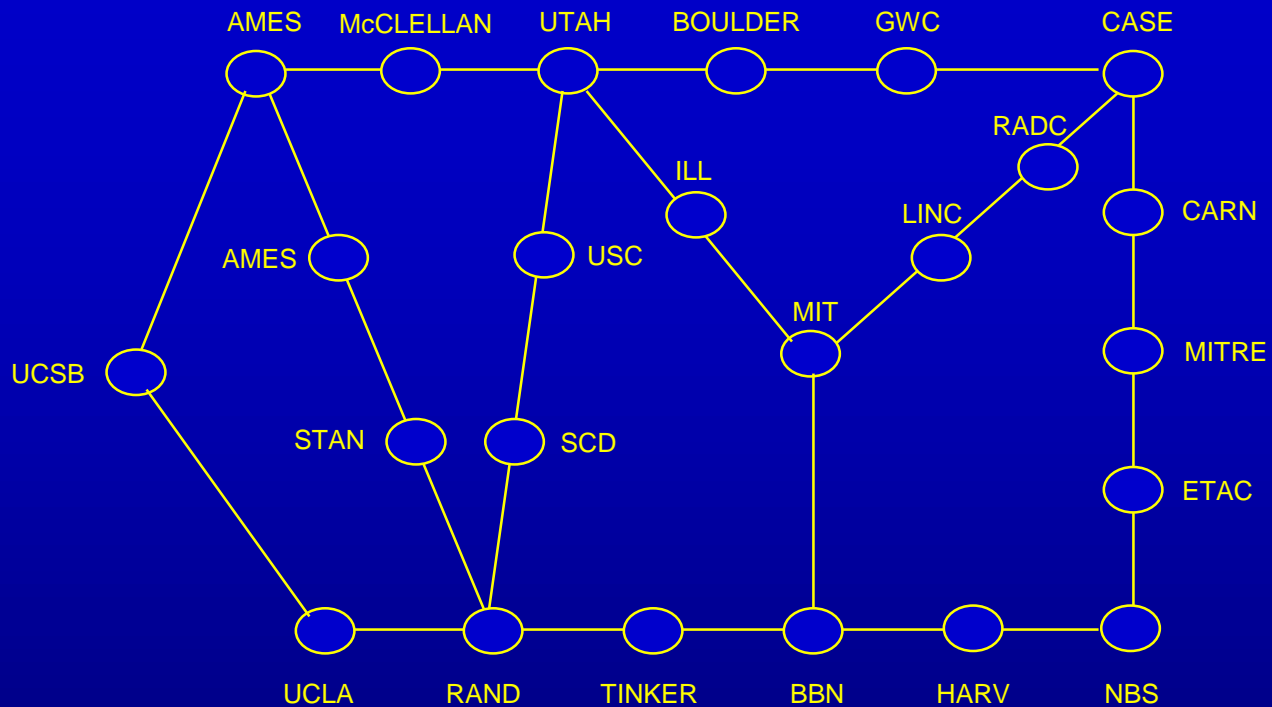 AMES
McCLELLAN
UTAH
BOULDER
GWC
CASE
RADC
ILL
LINC
CARN
AMES
USC
MIT
UCSB
MITRE
STAN
SCD
ETAC
UCLA
RAND
TINKER
BBN
HARV
NBS